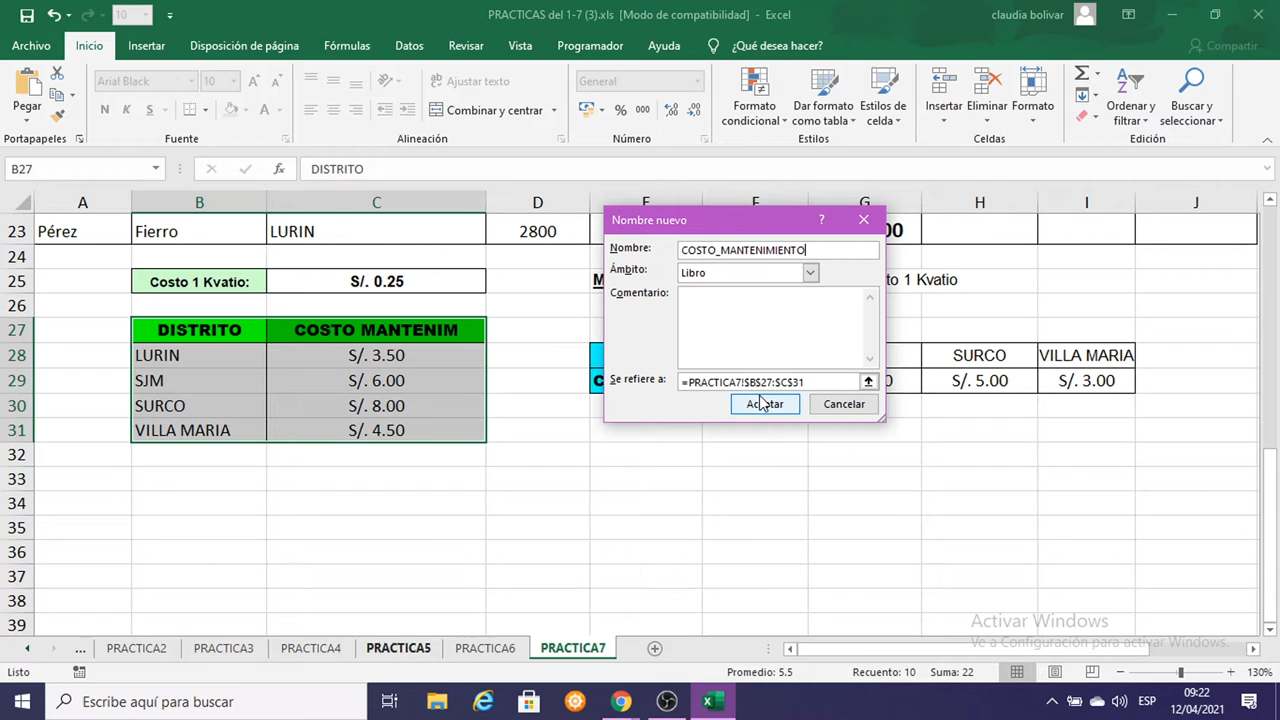 10
PRACTICAS del 1-7 (3).xls [Modo de compatibilidad] - Excel
claudia bolivar
Archivo Inicio Insertar Disposición de página Fórmulas Datos Revisar Vista Programador Ayuda ¿Qué desea hacer? Compartir
Pegar
Arial Black 10
N K S
Ajustar texto
Combinar y centrar
General
% 000
Formato condicional
Dar formato como tabla
Estilos de celda
Insertar Eliminar Formato
Ordenar y filtrar
Buscar y seleccionar
Portapapeles Fuente Alineación Número Estilos Celdas Edición
B27 fx DISTRITO
A B C D E F G H I J
23 Pérez Fierro LURIN 2800
24
25 Costo 1 Kvatio: S/. 0.25
26
27 DISTRITO COSTO MANTENIM
28 LURIN S/. 3.50 SURCO VILLA MARIA
29 SJM S/. 6.00 S/. 5.00 S/. 3.00
30 SURCO S/. 8.00
31 VILLA MARIA S/. 4.50
32
33
34
35
36
37
38
39
Nombre nuevo ?
Nombre: COSTO_MANTENIMIENTO
Ámbito: Libro
Comentario:
Se refiere a: =PRACTICA7!$B$27:$C$31
Aceptar Cancelar
Activar Windows
Ve a Configuración para activar Windows.
... PRACTICA2 PRACTICA3 PRACTICA4 PRACTICA5 PRACTICA6 PRACTICA7
Listo Promedio: 5.5 Recuento: 10 Suma: 22 130%
Escribe aquí para buscar
ESP
09:22
12/04/2021